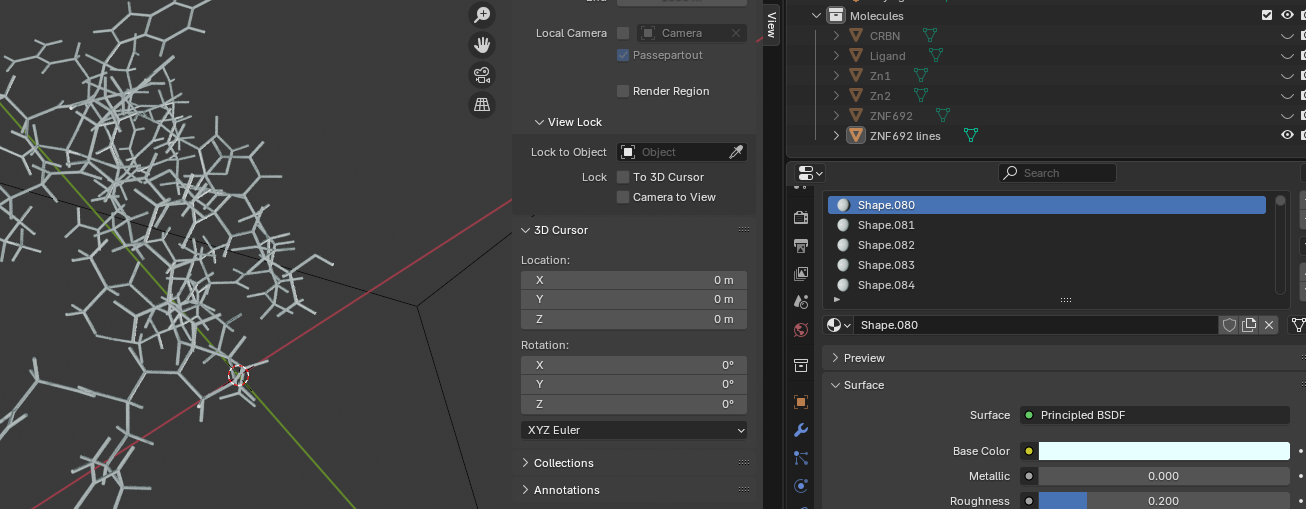 Local Camera
Camera
Passepartout
Render Region
View Lock
Lock to Object
Object
Lock
To 3D Cursor
Camera to View
3D Cursor
Location:
X 0 m
Y 0 m
Z 0 m
Rotation:
X 0°
Y 0°
Z 0°
XYZ Euler
Collections
Annotations
View
Molecules
CRBN
Ligand
Zn1
Zn2
ZNF692
ZNF692 lines
Search
Shape.080
Shape.081
Shape.082
Shape.083
Shape.084
Shape.080
Preview
Surface
Surface
Principled BSDF
Base Color
Metallic 0.000
Roughness 0.200